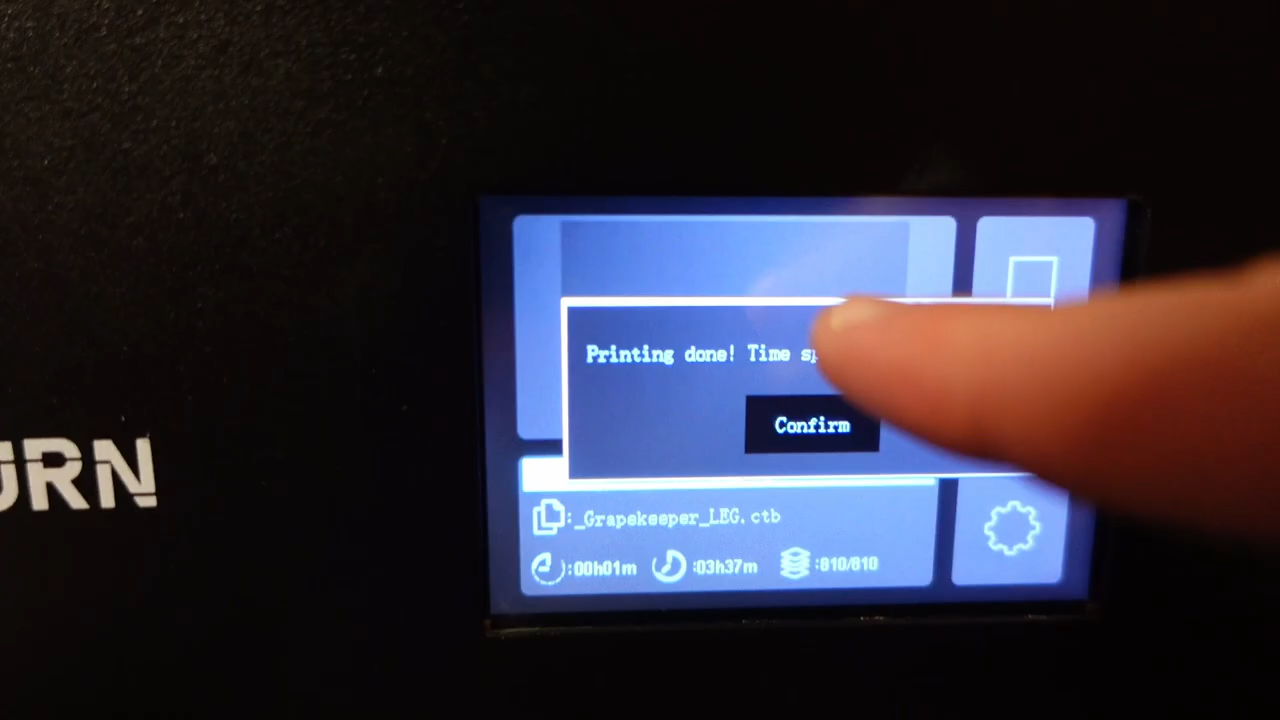 Printing done! Time sp
Confirm
URN
:_Grapekeeper_LEG.ctb
:00h01m :03h37m :810/810